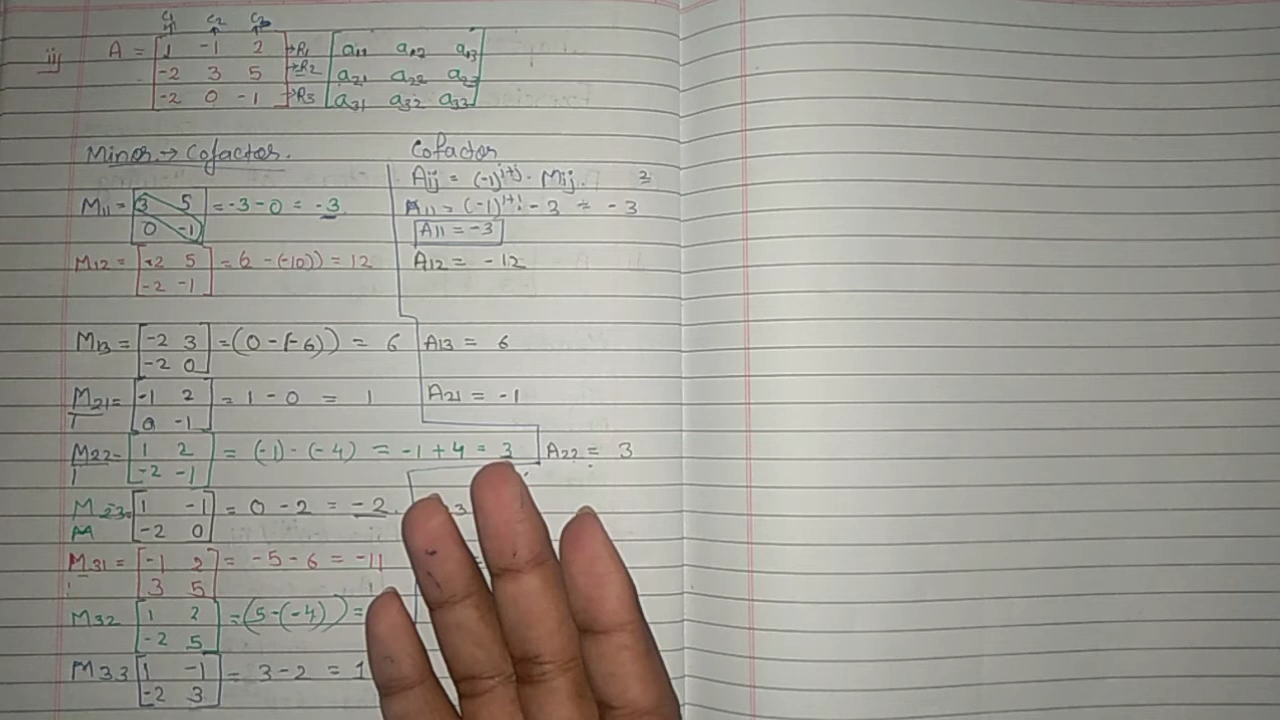 C1 C2 C3
iij A = [1 -1 2 →R1 [a11 a12 a13
-2 3 5 →R2 a21 a22 a23
-2 0 -1] →R3 a31 a32 a33]
Minor → Cofactor. Cofactor
Aij = (-1)^i+j . Mij.
M11 = [3 5 = -3-0 = -3 A11 = (-1)^1+1 . -3 = -3
0 -1] A11 = -3
M12 = [-2 5 = (2 - (-10)) = 12 A12 = -12
-2 -1]
M13 = [-2 3 = (0 - (-6)) = 6 A13 = 6
-2 0]
M21 = [-1 2 = 1 - 0 = 1 A21 = -1
0 -1]
M22 = [1 2 = (-1) - (-4) = -1 + 4 = 3 A22 = 3
-2 -1]
M23 = [1 -1 = 0 - 2 = -2. 3
-2 0]
M31 = [-1 2 = -5 - 6 = -11
3 5]
M32 [1 2 = (5 - (-4)) =
-2 5]
M33 [1 -1 = 3 - 2 = 1
-2 3]